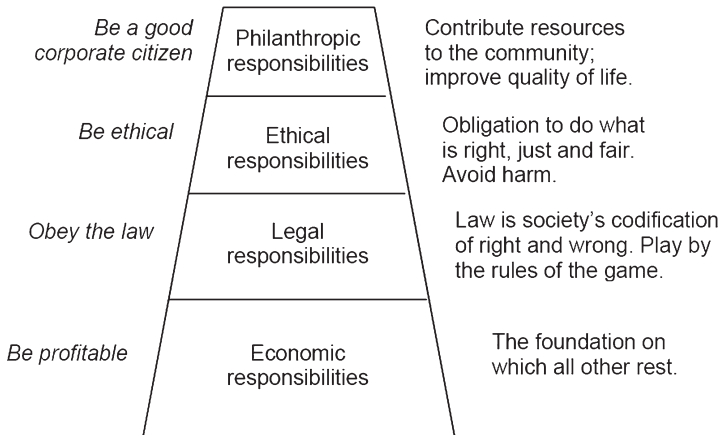 Be a good
corporate citizen
Philanthropic
responsibilities
Contribute resources
to the community;
improve quality of life.
Be ethical
Ethical
responsibilities
Obligation to do what
is right, just and fair.
Avoid harm.
Obey the law
Legal
responsibilities
Law is society's codification
of right and wrong. Play by
the rules of the game.
Be profitable
Economic
responsibilities
The foundation on
which all other rest.